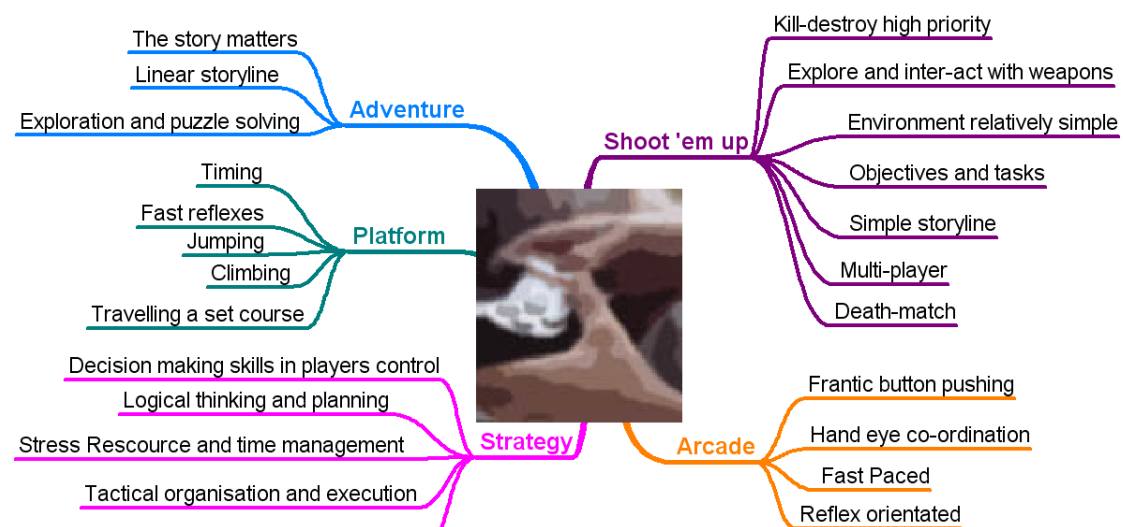 The story matters
Linear storyline
Exploration and puzzle solving
Adventure
Timing
Fast reflexes
Jumping
Climbing
Travelling a set course
Platform
Decision making skills in players control
Logical thinking and planning
Stress Rescource and time management
Tactical organisation and execution
Strategy
Shoot 'em up
Kill-destroy high priority
Explore and inter-act with weapons
Environment relatively simple
Objectives and tasks
Simple storyline
Multi-player
Death-match
Arcade
Frantic button pushing
Hand eye co-ordination
Fast Paced
Reflex orientated